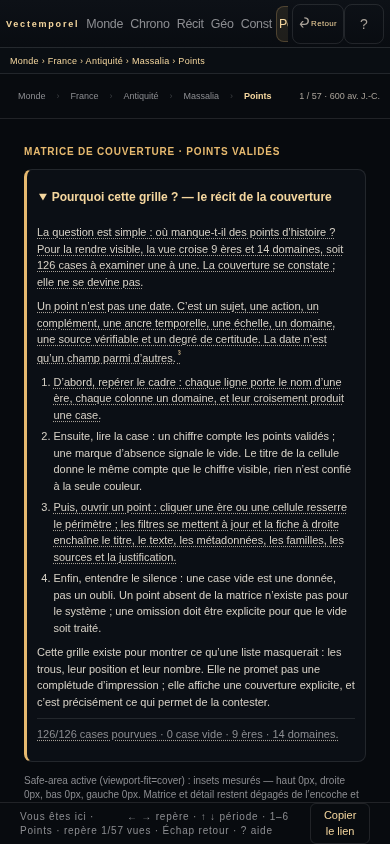 Vectemporel Monde Chrono Récit Géo Const P Retour ?
Monde › France › Antiquité › Massalia › Points
Monde › France › Antiquité › Massalia › Points 1 / 57 · 600 av. J.-C.
MATRICE DE COUVERTURE · POINTS VALIDÉS
▼ Pourquoi cette grille ? — le récit de la couverture
La question est simple : où manque-t-il des points d’histoire ?
Pour la rendre visible, la vue croise 9 ères et 14 domaines, soit
126 cases à examiner une à une. La couverture se constate ;
elle ne se devine pas.
Un point n’est pas une date. C’est un sujet, une action, un
complément, une ancre temporelle, une échelle, un domaine,
une source vérifiable et un degré de certitude. La date n’est
qu’un champ parmi d’autres. 3
1. D’abord, repérer le cadre : chaque ligne porte le nom d’une
ère, chaque colonne un domaine, et leur croisement produit
une case.
2. Ensuite, lire la case : un chiffre compte les points validés ;
une marque d’absence signale le vide. Le titre de la cellule
donne le même compte que le chiffre visible, rien n’est confié
à la seule couleur.
3. Puis, ouvrir un point : cliquer une ère ou une cellule resserre
le périmètre ; les filtres se mettent à jour et la fiche à droite
enchaîne le titre, le texte, les métadonnées, les familles, les
sources et la justification.
4. Enfin, entendre le silence : une case vide est une donnée,
pas un oubli. Un point absent de la matrice n’existe pas pour
le système ; une omission doit être explicite pour que le vide
soit traité.
Cette grille existe pour montrer ce qu’une liste masquerait : les
trous, leur position et leur nombre. Elle ne promet pas une
complétude d’impression ; elle affiche une couverture explicite, et
c’est précisément ce qui permet de la contester.
126/126 cases pourvues · 0 case vide · 9 ères · 14 domaines.
Safe-area active (viewport-fit=cover) : insets mesurés — haut 0px, droite
0px, bas 0px, gauche 0px. Matrice et détail restent dégagés de l’encoche et
Vous êtes ici · ← → repère · ↑ ↓ période · 1–6
Points · repère 1/57 vues · Échap retour · ? aide
Copier
le lien